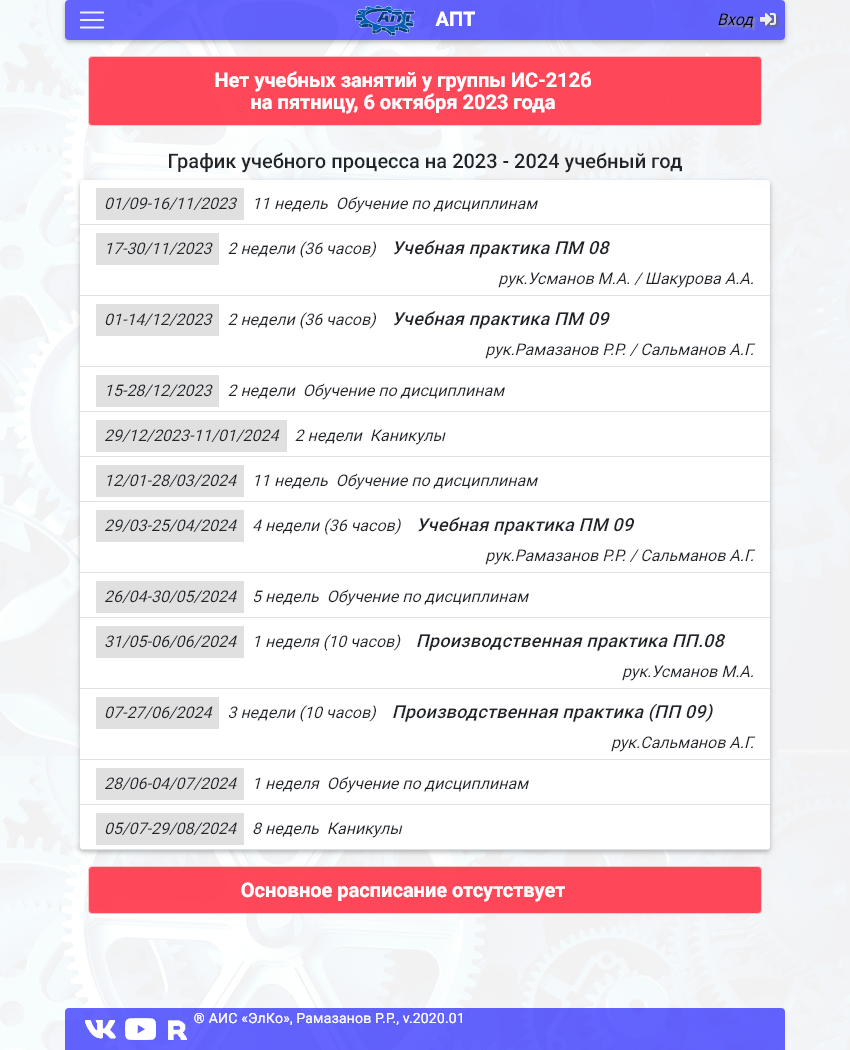 АПТ АПТ Вход
Нет учебных занятий у группы ИС-212б
на пятницу, 6 октября 2023 года
График учебного процесса на 2023 - 2024 учебный год
01/09-16/11/2023 11 недель Обучение по дисциплинам
17-30/11/2023 2 недели (36 часов) Учебная практика ПМ 08
рук.Усманов М.А. / Шакурова А.А.
01-14/12/2023 2 недели (36 часов) Учебная практика ПМ 09
рук.Рамазанов Р.Р. / Сальманов А.Г.
15-28/12/2023 2 недели Обучение по дисциплинам
29/12/2023-11/01/2024 2 недели Каникулы
12/01-28/03/2024 11 недель Обучение по дисциплинам
29/03-25/04/2024 4 недели (36 часов) Учебная практика ПМ 09
рук.Рамазанов Р.Р. / Сальманов А.Г.
26/04-30/05/2024 5 недель Обучение по дисциплинам
31/05-06/06/2024 1 неделя (10 часов) Производственная практика ПП.08
рук.Усманов М.А.
07-27/06/2024 3 недели (10 часов) Производственная практика (ПП 09)
рук.Сальманов А.Г.
28/06-04/07/2024 1 неделя Обучение по дисциплинам
05/07-29/08/2024 8 недель Каникулы
Основное расписание отсутствует
® АИС «ЭлКо», Рамазанов Р.Р., v.2020.01